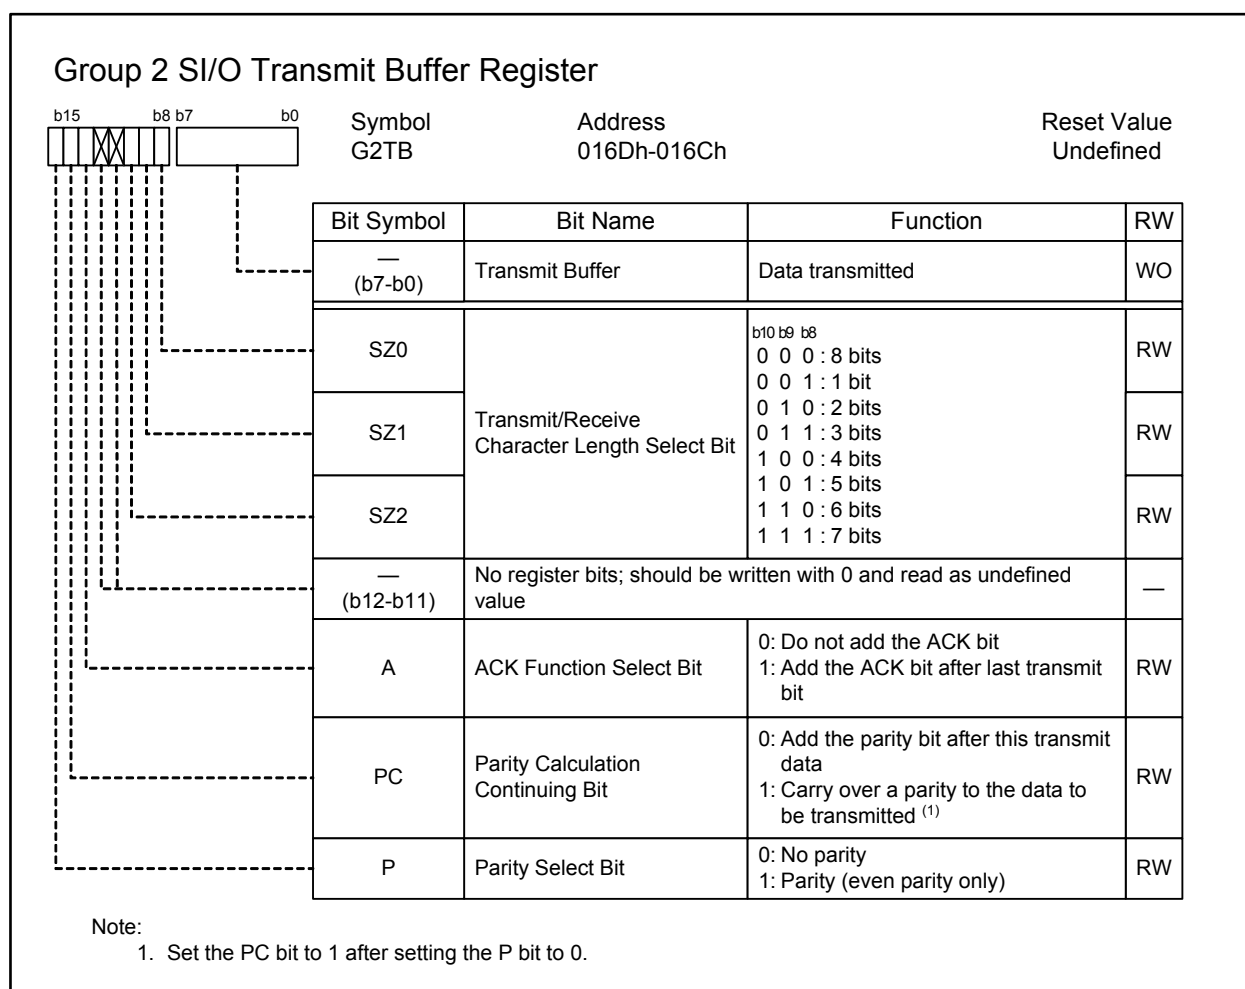 Group 2 SI/O Transmit Buffer Register
b15 b8 b7 b0
Symbol Address Reset Value
G2TB 016Dh-016Ch Undefined
Bit Symbol Bit Name Function RW
—
(b7-b0) Transmit Buffer Data transmitted WO
SZ0 RW
SZ1 RW
SZ2 RW
Transmit/Receive
Character Length Select Bit
b10 b9 b8
0 0 0 : 8 bits
0 0 1 : 1 bit
0 1 0 : 2 bits
0 1 1 : 3 bits
1 0 0 : 4 bits
1 0 1 : 5 bits
1 1 0 : 6 bits
1 1 1 : 7 bits
—
(b12-b11)
No register bits; should be written with 0 and read as undefined
value
—
A ACK Function Select Bit
0: Do not add the ACK bit
1: Add the ACK bit after last transmit
bit
RW
PC
Parity Calculation
Continuing Bit
0: Add the parity bit after this transmit
data
1: Carry over a parity to the data to
be transmitted (1)
RW
P Parity Select Bit
0: No parity
1: Parity (even parity only)
RW
Note:
1. Set the PC bit to 1 after setting the P bit to 0.